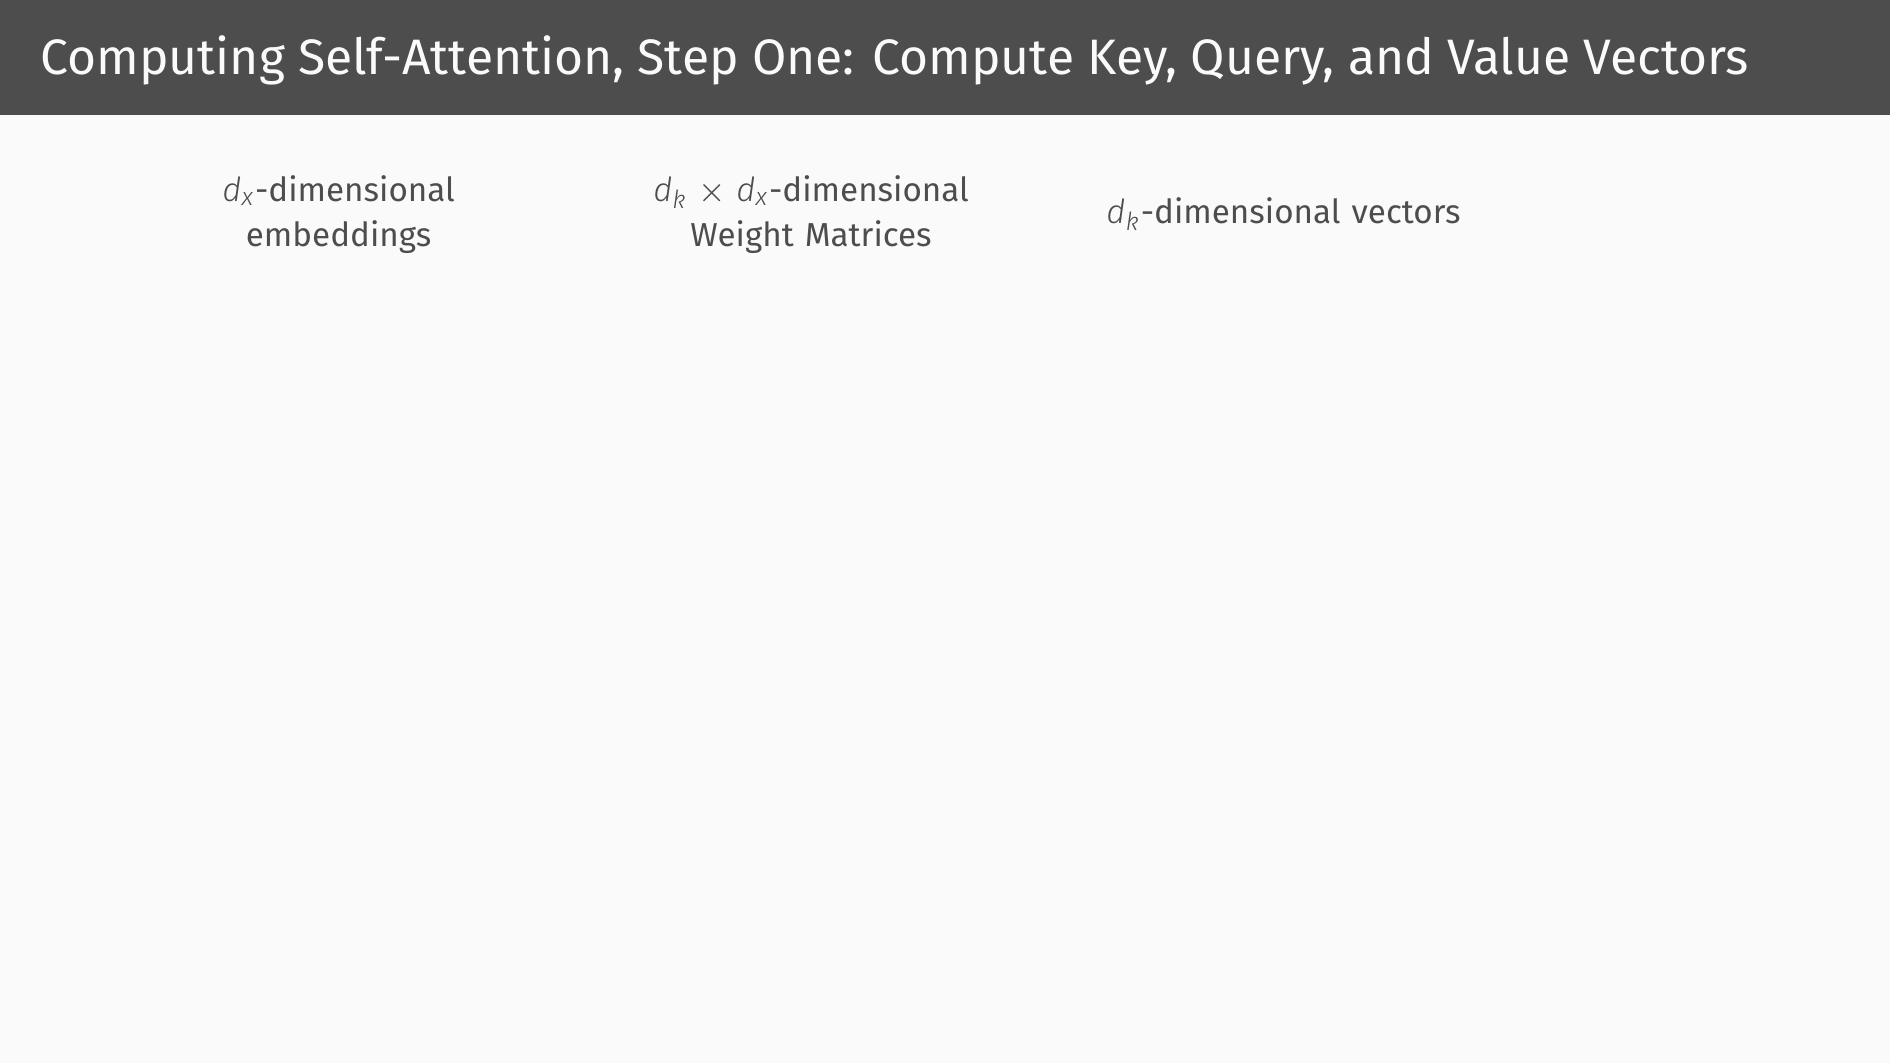 Computing Self-Attention, Step One: Compute Key, Query, and Value Vectors
dₓ-dimensional
embeddings
dₖ × dₓ-dimensional
Weight Matrices
dₖ-dimensional vectors